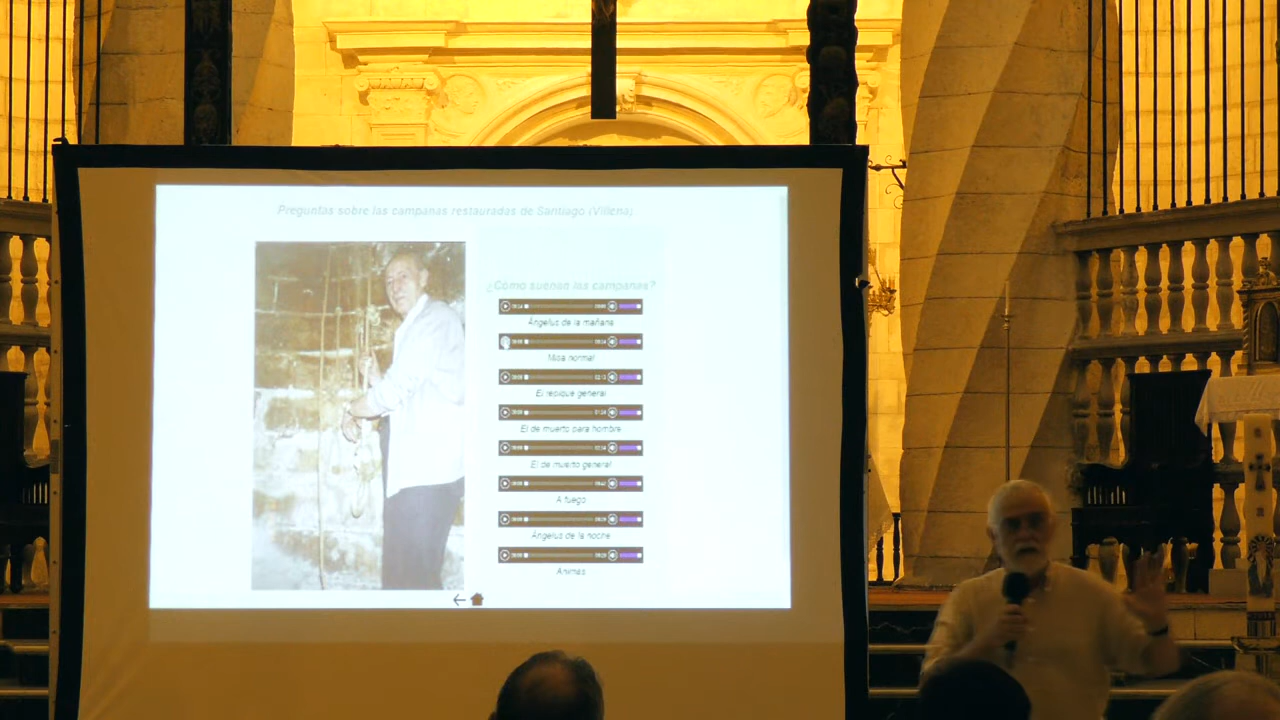 Preguntas sobre las campanas restauradas de Santiago (Villena)
¿Cómo suenan las campanas?
Ángelus de la mañana
Misa normal
El repique general
El de muerto para hombre
El de muerto general
A fuego
Ángelus de la noche
Ánimas